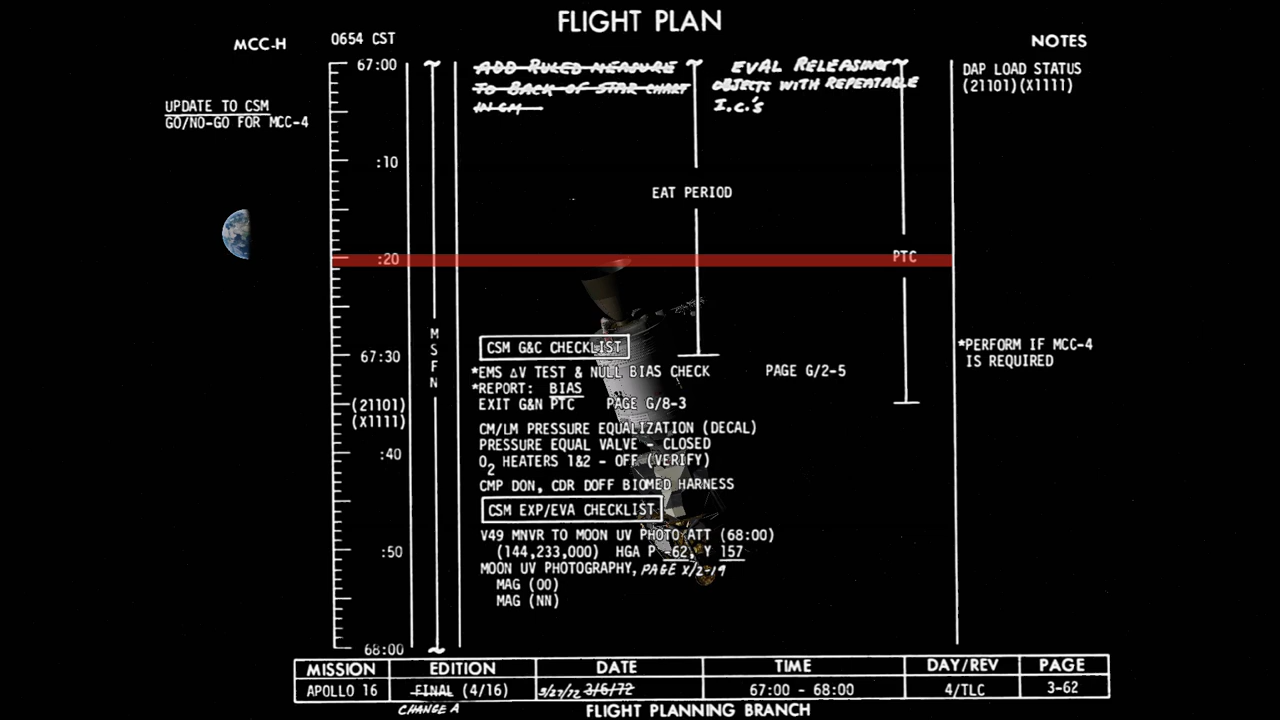 FLIGHT PLAN
MCC-H
0654 CST
NOTES
67:00
ADD RULED MEASURE
TO BACK OF STAR CHART
IN CM
EVAL RELEASING
OBJECTS WITH REPEATABLE
I.C.'S
DAP LOAD STATUS
(21101)(X1111)
UPDATE TO CSM
GO/NO-GO FOR MCC-4
:10
EAT PERIOD
:20
PTC
MSFN
CSM G&C CHECKLIST
67:30
*EMS ΔV TEST & NULL BIAS CHECK PAGE G/2-5
*REPORT: BIAS
EXIT G&N PTC PAGE G/8-3
*PERFORM IF MCC-4
IS REQUIRED
(21101)
(X1111)
CM/LM PRESSURE EQUALIZATION (DECAL)
PRESSURE EQUAL VALVE - CLOSED
:40
O2 HEATERS 1&2 - OFF (VERIFY)
CMP DON, CDR DOFF BIOMED HARNESS
CSM EXP/EVA CHECKLIST
V49 MNVR TO MOON UV PHOTO ATT (68:00)
:50
(144,233,000) HGA P -62, Y 157
MOON UV PHOTOGRAPHY, PAGE X/2-19
MAG (OO)
MAG (NN)
68:00
MISSION EDITION DATE TIME DAY/REV PAGE
APOLLO 16 FINAL (4/16) 3/27/72 3/6/72 67:00 - 68:00 4/TLC 3-62
CHANGE A
FLIGHT PLANNING BRANCH